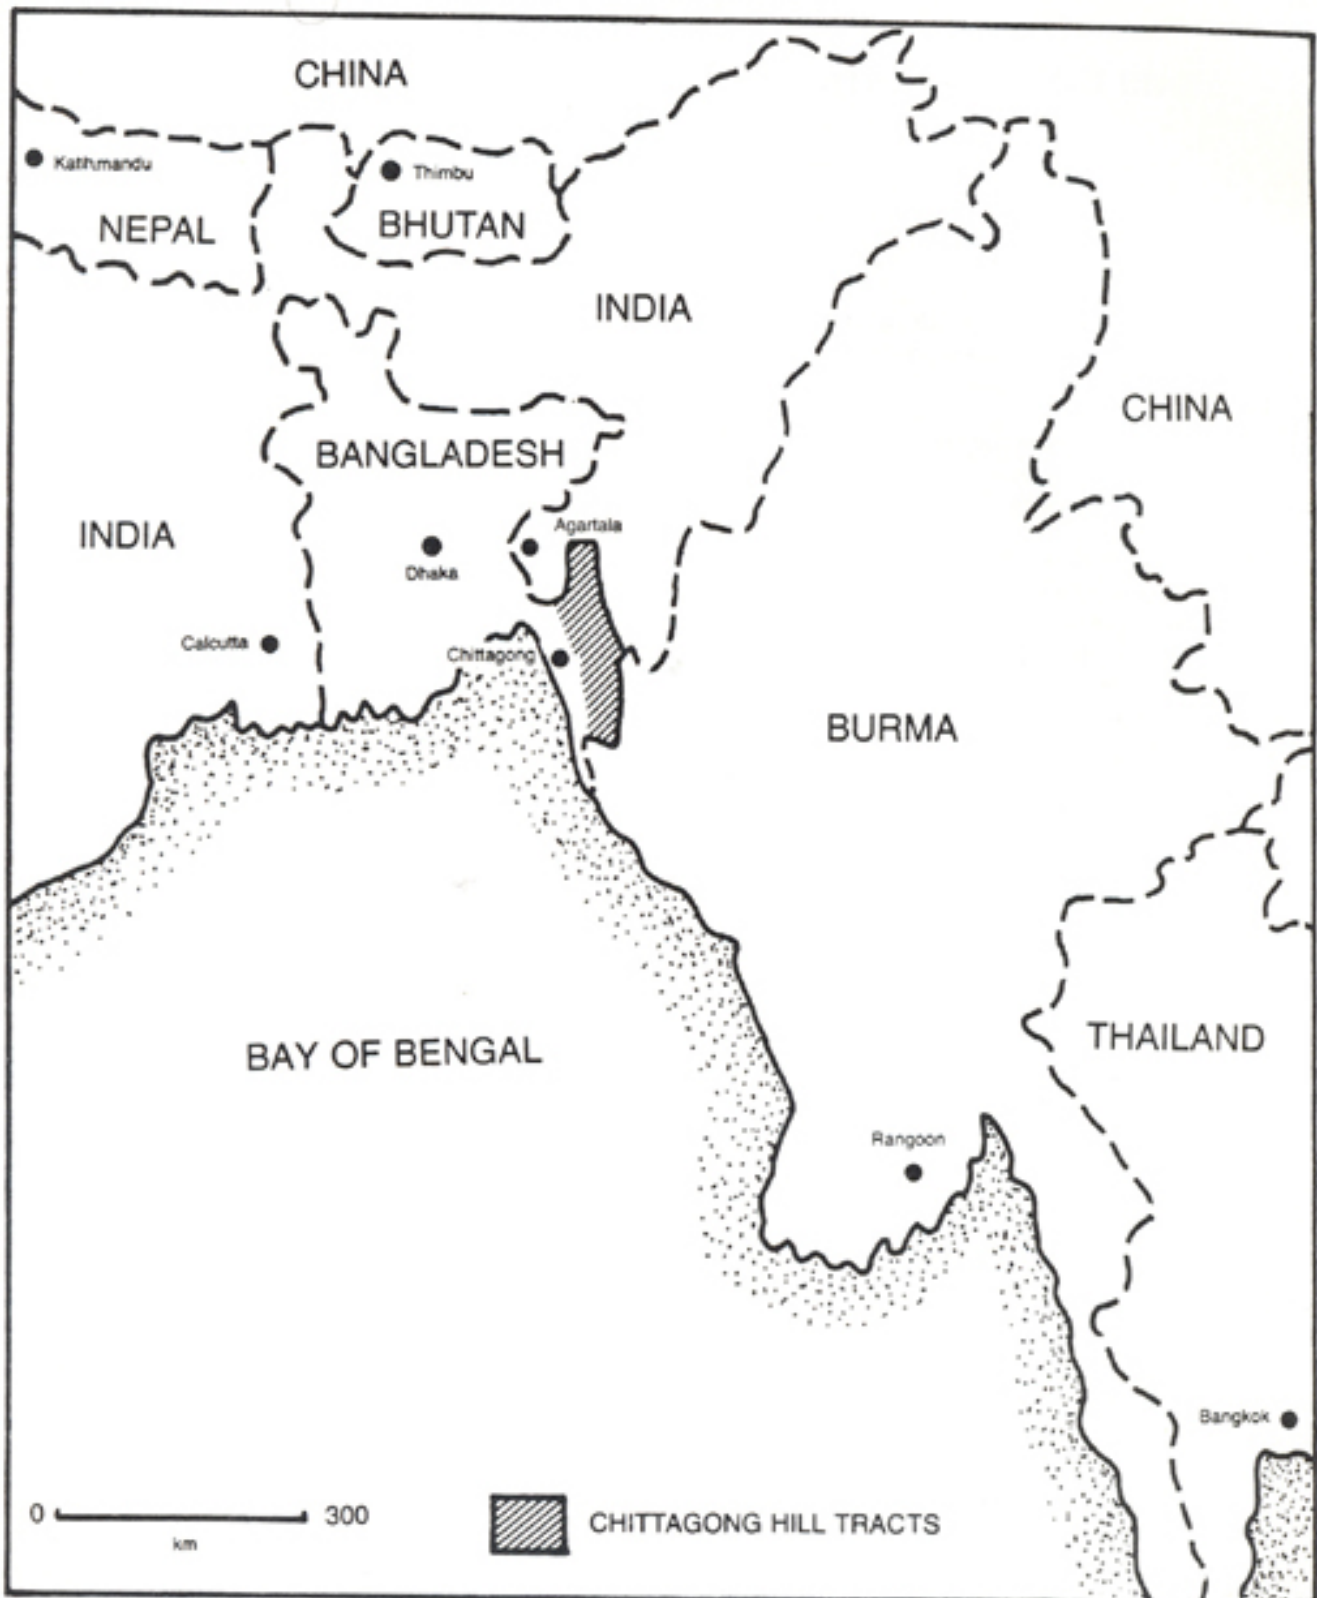 CHINA
Kathmandu
Thimbu
NEPAL
BHUTAN
INDIA
CHINA
BANGLADESH
INDIA
Agartala
Dhaka
Calcutta
Chittagong
BURMA
BAY OF BENGAL
THAILAND
Rangoon
Bangkok
0 300
km
CHITTAGONG HILL TRACTS